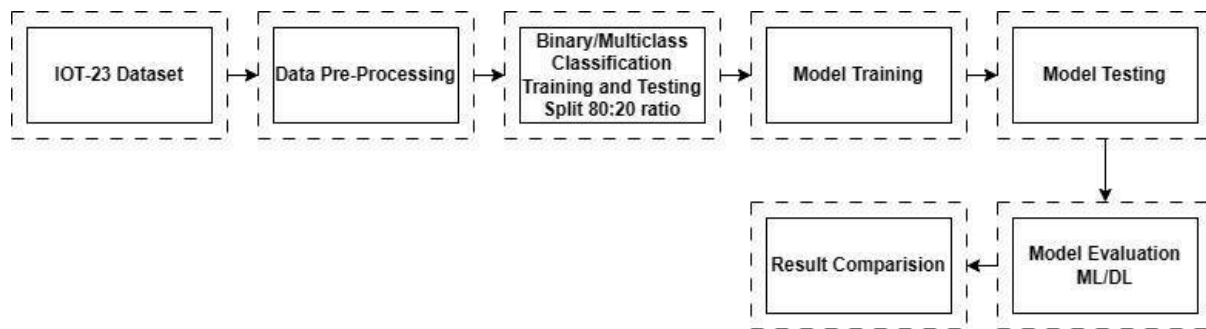 IOT-23 Dataset
Data Pre-Processing
Binary/Multiclass
Classification
Training and Testing
Split 80:20 ratio
Model Training
Model Testing
Model Evaluation
ML/DL
Result Comparision